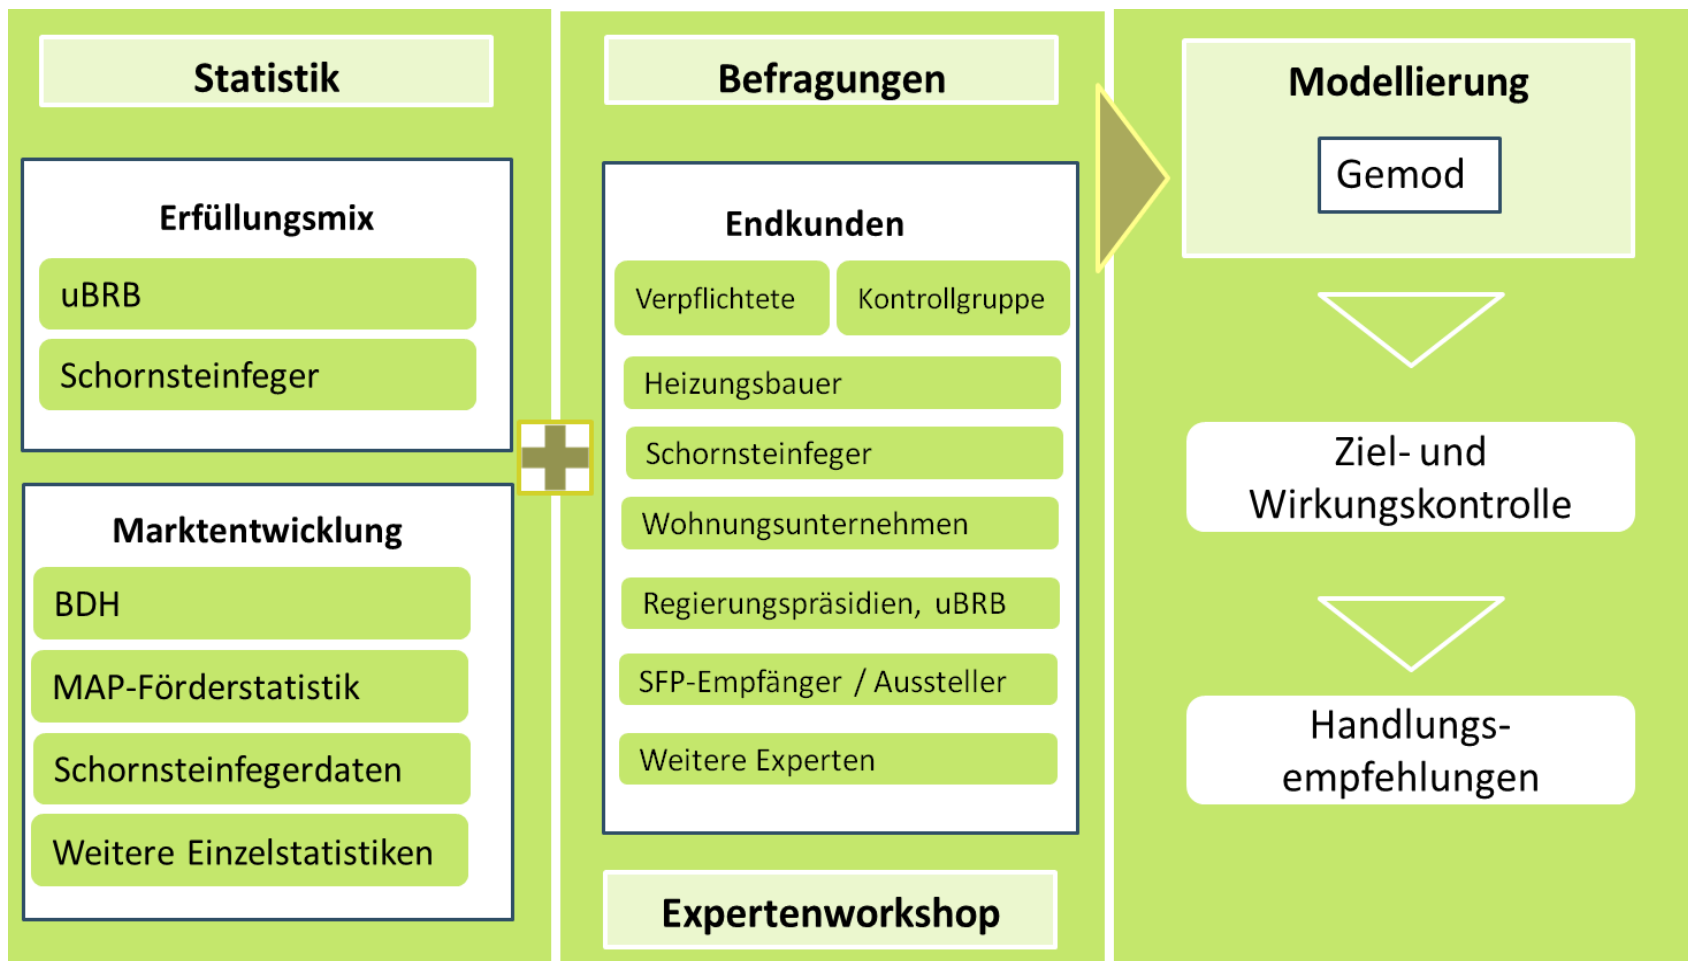 Statistik
Erfüllungsmix
uBRB
Schornsteinfeger
Marktentwicklung
BDH
MAP-Förderstatistik
Schornsteinfegerdaten
Weitere Einzelstatistiken
Befragungen
Endkunden
Verpflichtete
Kontrollgruppe
Heizungsbauer
Schornsteinfeger
Wohnungsunternehmen
Regierungspräsidien, uBRB
SFP-Empfänger / Aussteller
Weitere Experten
Expertenworkshop
Modellierung
Gemod
Ziel- und
Wirkungskontrolle
Handlungs-
empfehlungen